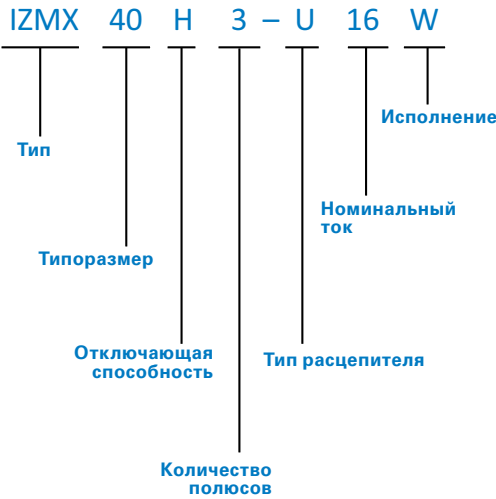 IZMX 40 H 3 – U 16 W
Исполнение
Тип
Номинальный
ток
Типоразмер
Отключающая
способность
Тип расцепителя
Количество
полюсов